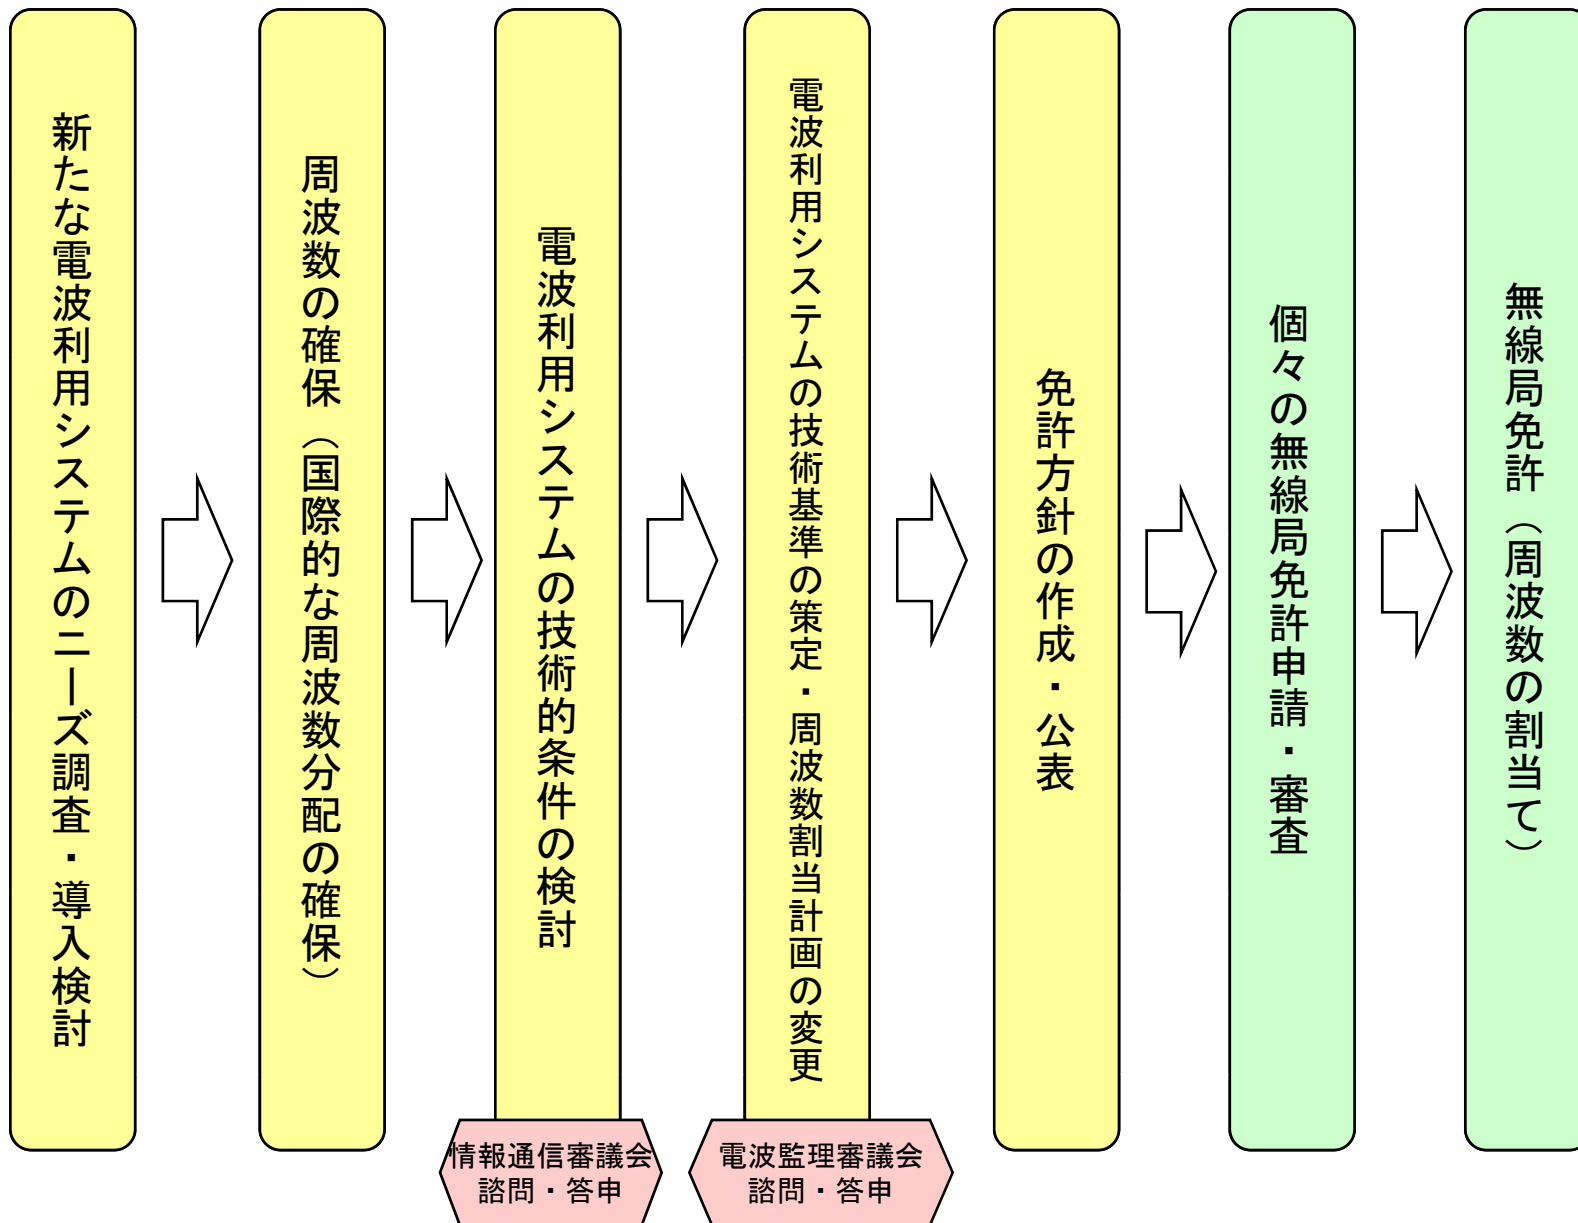 新たな電波利用システムのニーズ調査・導入検討
周波数の確保（国際的な周波数分配の確保）
電波利用システムの技術的条件の検討
情報通信審議会
諮問・答申
電波利用システムの技術基準の策定・周波数割当計画の変更
電波監理審議会
諮問・答申
免許方針の作成・公表
個々の無線局免許申請・審査
無線局免許（周波数の割当て）